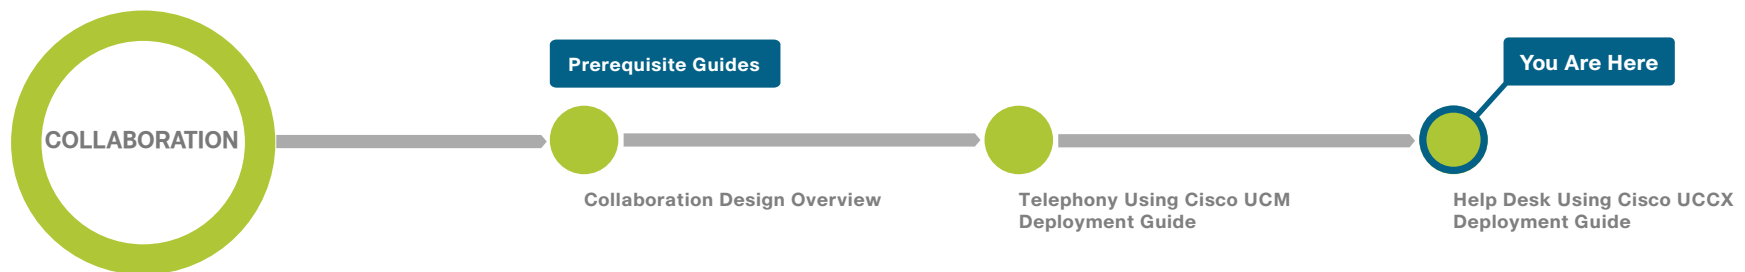 COLLABORATION
Prerequisite Guides
You Are Here
Collaboration Design Overview
Telephony Using Cisco UCM
Deployment Guide
Help Desk Using Cisco UCCX
Deployment Guide